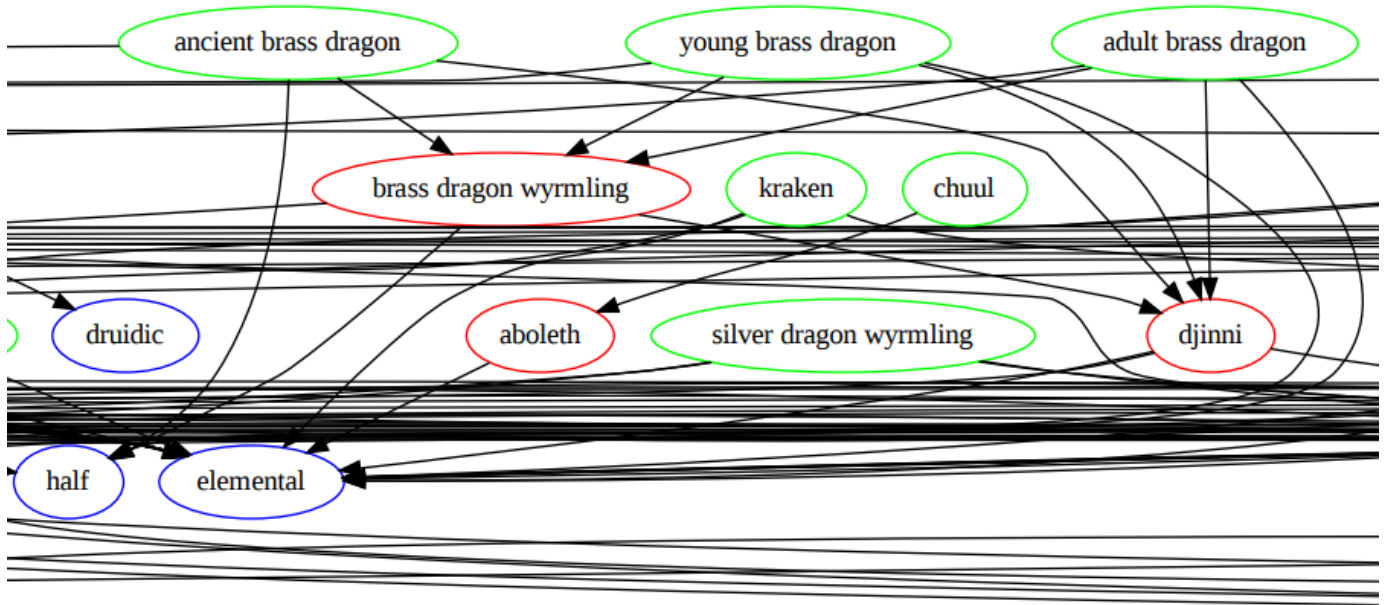 ancient brass dragon
young brass dragon
adult brass dragon
brass dragon wyrmling
kraken
chuul
druidic
aboleth
silver dragon wyrmling
djinni
half
elemental